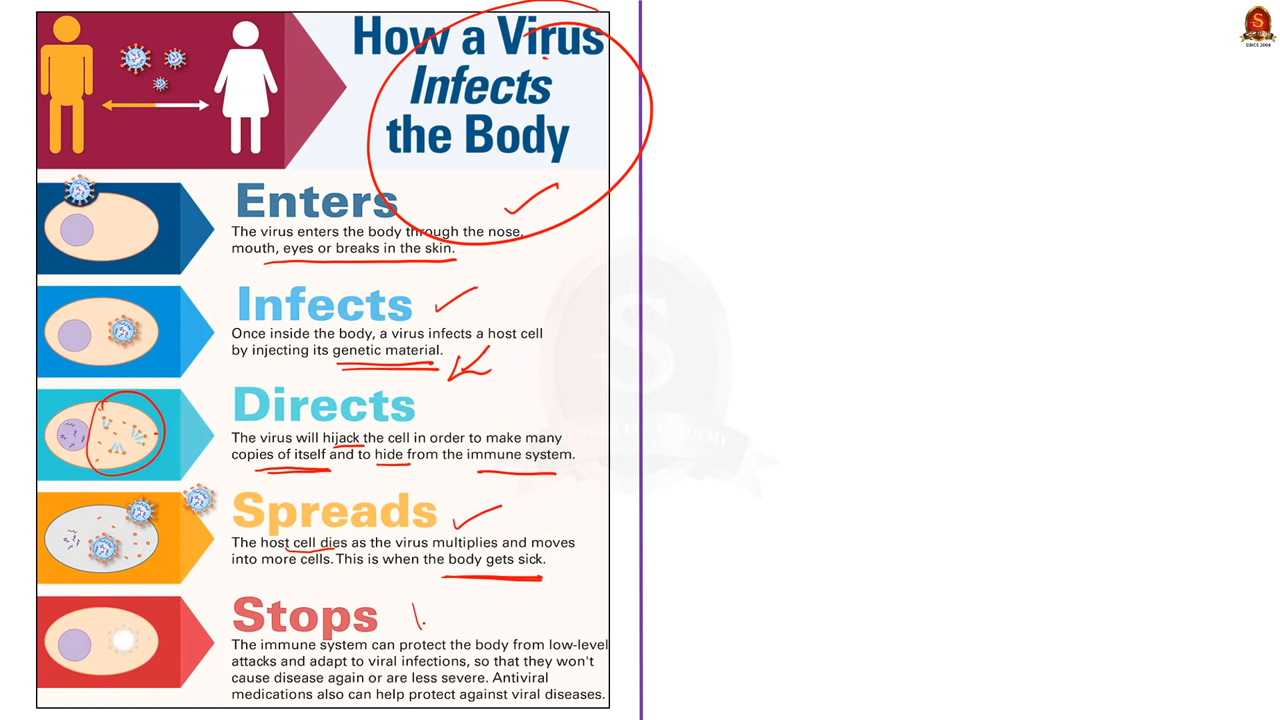 How a Virus
Infects
the Body
Enters
The virus enters the body through the nose,
mouth, eyes or breaks in the skin.
Infects
Once inside the body, a virus infects a host cell
by injecting its genetic material.
Directs
The virus will hijack the cell in order to make many
copies of itself and to hide from the immune system.
Spreads
The host cell dies as the virus multiplies and moves
into more cells. This is when the body gets sick.
Stops
The immune system can protect the body from low-level
attacks and adapt to viral infections, so that they won't
cause disease again or are less severe. Antiviral
medications also can help protect against viral diseases.
S
SINCE 2004